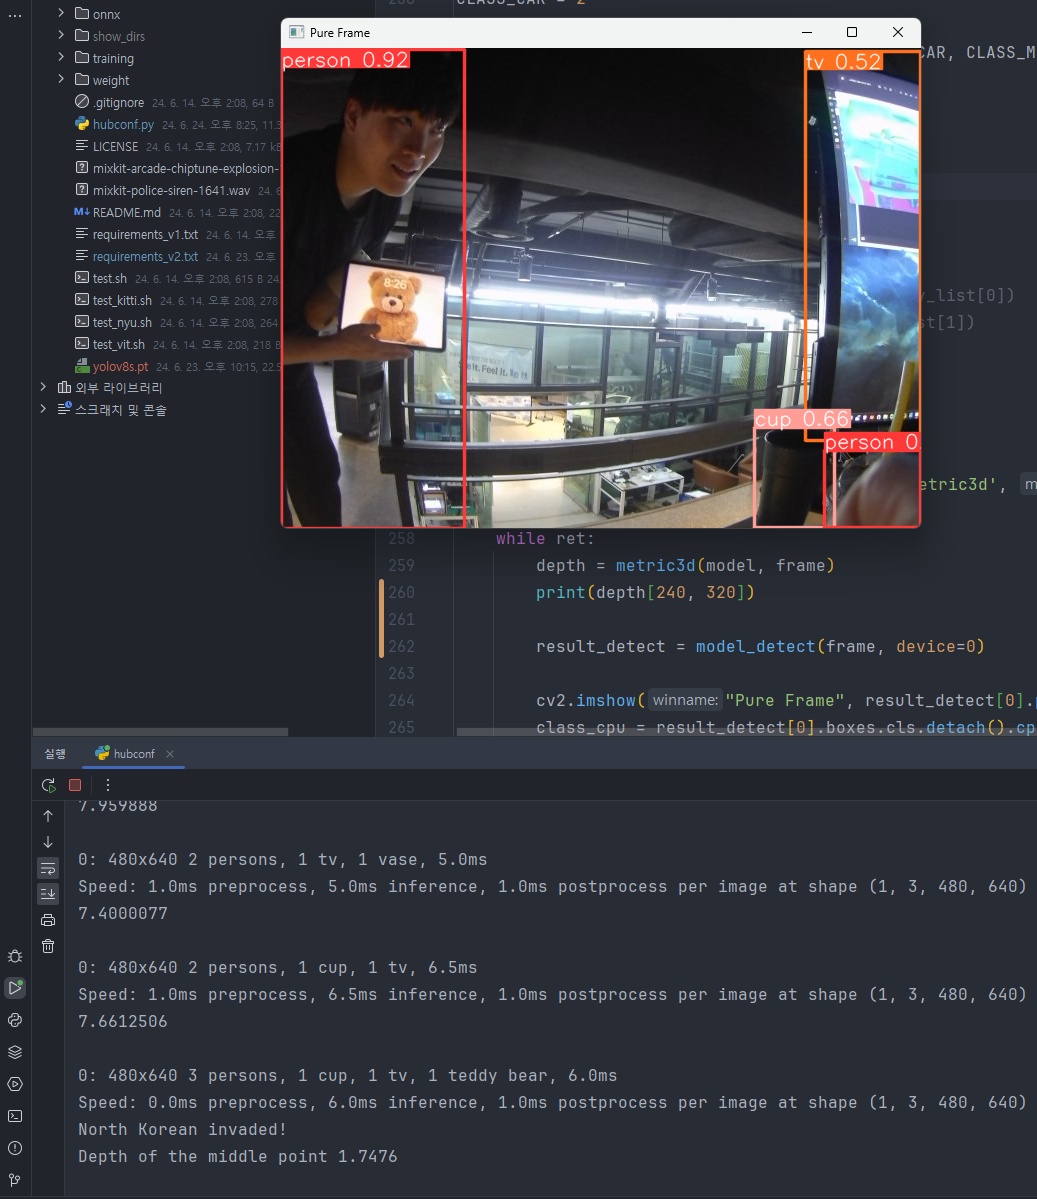 onnx
show_dirs
training
weight
.gitignore 24. 6. 14. 오후 2:08, 64 B
hubconf.py 24. 6. 24. 오후 8:25, 11.5
LICENSE 24. 6. 14. 오후 2:08, 7.17 kB
mixkit-arcade-chiptune-explosion-
mixkit-police-siren-1641.wav 24. 6
README.md 24. 6. 14. 오후 2:08, 22
requirements_v1.txt 24. 6. 14. 오후
requirements_v2.txt 24. 6. 23. 오후
test.sh 24. 6. 14. 오후 2:08, 615 B 24.
test_kitti.sh 24. 6. 14. 오후 2:08, 278
test_nyu.sh 24. 6. 14. 오후 2:08, 264
test_vit.sh 24. 6. 14. 오후 2:08, 218 B
yolov8s.pt 24. 6. 23. 오후 10:15, 22.5
외부 라이브러리
스크래치 및 콘솔
CLASS_CAR = 2
CAR, CLASS_M
Pure Frame
person 0.92
tv 0.52
8:26
it. Feel it.
cup 0.66
person 0.
y_list[0])
st[1])
etric3d', m
258 while ret:
259 depth = metric3d(model, frame)
260 print(depth[240, 320])
261
262 result_detect = model_detect(frame, device=0)
263
264 cv2.imshow( winname: "Pure Frame", result_detect[0].
265 class_cpu = result_detect[0].boxes.cls.detach().cp
실행 hubconf
7.959888
0: 480x640 2 persons, 1 tv, 1 vase, 5.0ms
Speed: 1.0ms preprocess, 5.0ms inference, 1.0ms postprocess per image at shape (1, 3, 480, 640)
7.4000077
0: 480x640 2 persons, 1 cup, 1 tv, 6.5ms
Speed: 1.0ms preprocess, 6.5ms inference, 1.0ms postprocess per image at shape (1, 3, 480, 640)
7.6612506
0: 480x640 3 persons, 1 cup, 1 tv, 1 teddy bear, 6.0ms
Speed: 0.0ms preprocess, 6.0ms inference, 1.0ms postprocess per image at shape (1, 3, 480, 640)
North Korean invaded!
Depth of the middle point 1.7476